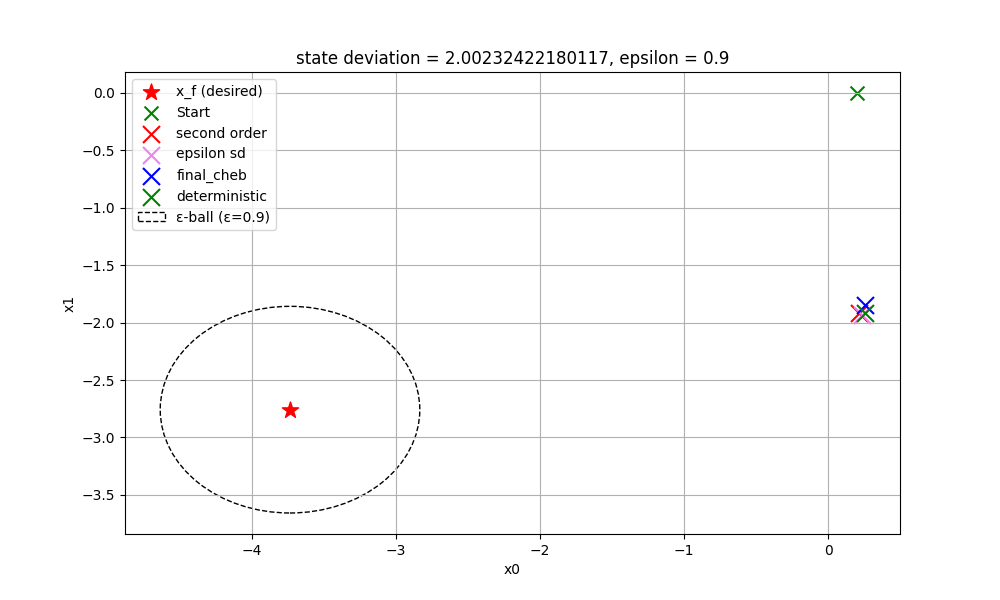 state deviation = 2.00232422180117, epsilon = 0.9
x_f (desired)
Start
second order
epsilon sd
final_cheb
deterministic
ε-ball (ε=0.9)
0.0
−0.5
−1.0
−1.5
−2.0
−2.5
−3.0
−3.5
x1
−4
−3
−2
−1
0
x0